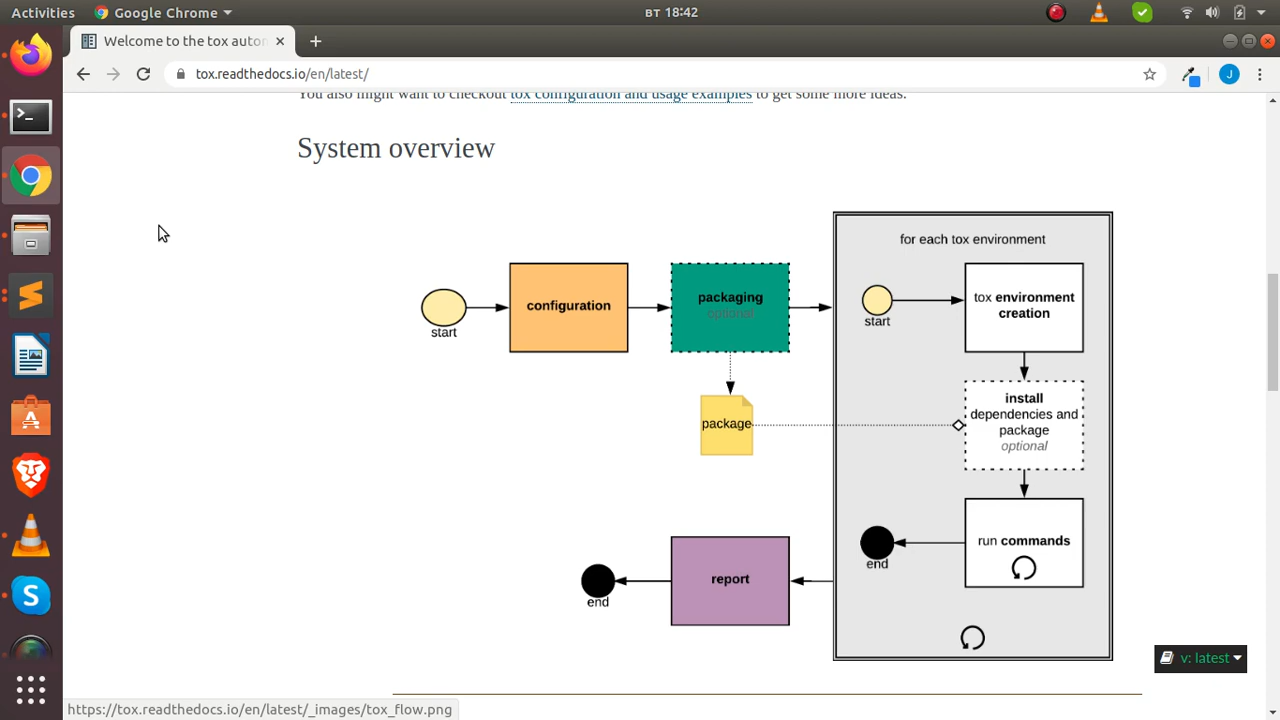 Activities
Google Chrome
вт 18:42
Welcome to the tox autor
tox.readthedocs.io/en/latest/
J
You also might want to checkout tox configuration and usage examples to get some more ideas.
System overview
for each tox environment
start
configuration
packaging
optional
start
tox environment
creation
package
install
dependencies and
package
optional
run commands
end
report
end
v: latest
S
https://tox.readthedocs.io/en/latest/_images/tox_flow.png